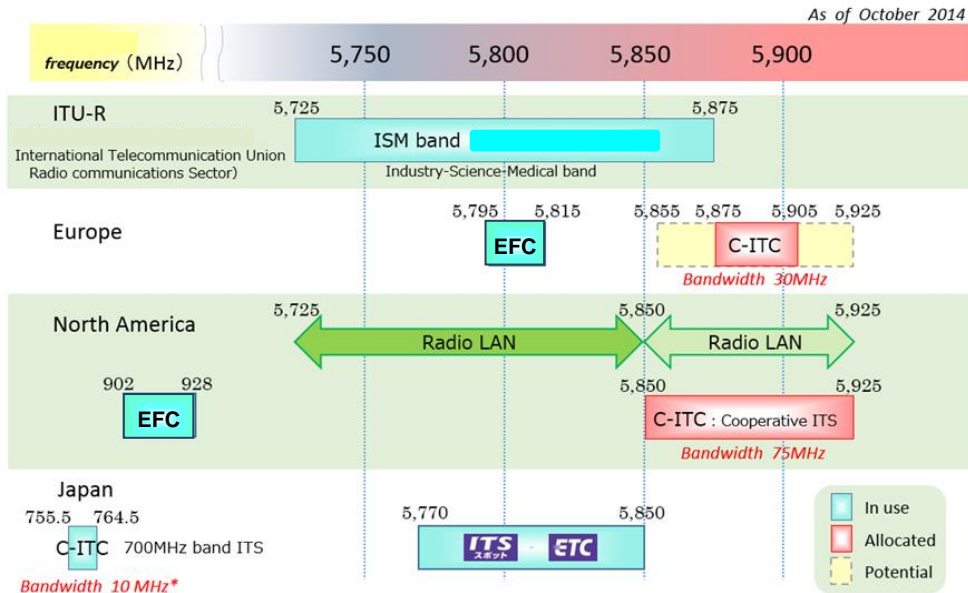 As of October 2014
frequency（MHz）
5,750
5,800
5,850
5,900
ITU-R
International Telecommunication Union
Radio communications Sector)
5,725
5,875
ISM band
Industry-Science-Medical band
Europe
5,795
5,815
EFC
5,855
5,875
5,905
5,925
C-ITC
Bandwidth 30MHz
North America
5,725
5,850
5,925
Radio LAN
Radio LAN
902
928
EFC
5,850
5,925
C-ITC : Cooperative ITS
Bandwidth 75MHz
Japan
755.5
764.5
C-ITC
700MHz band ITS
Bandwidth 10 MHz*
5,770
5,850
ITS
スポット
ETC
In use
Allocated
Potential